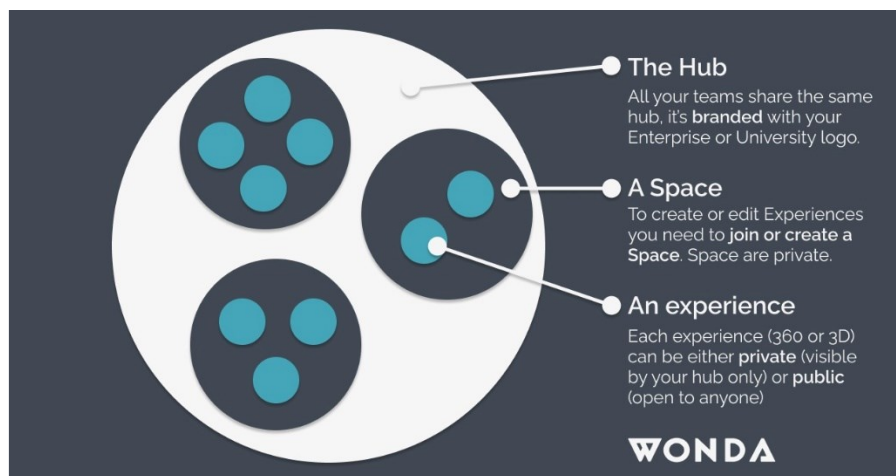 The Hub
All your teams share the same
hub, it's branded with your
Enterprise or University logo.
A Space
To create or edit Experiences
you need to join or create a
Space. Space are private.
An experience
Each experience (360 or 3D)
can be either private (visible
by your hub only) or public
(open to anyone)
WONDA